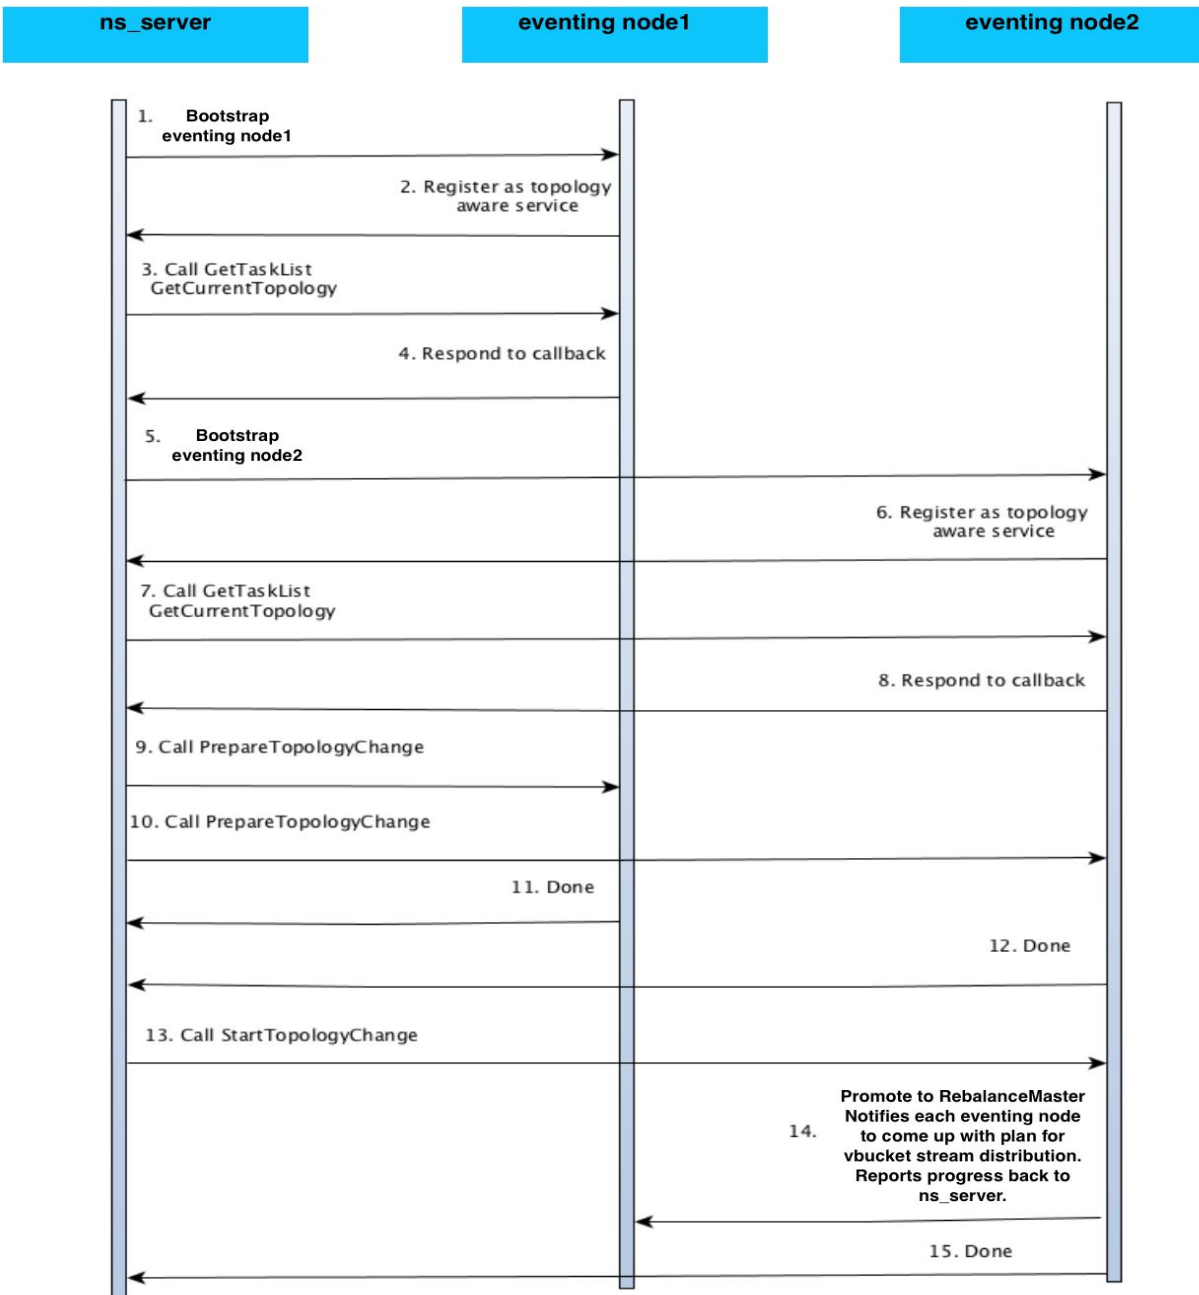 ns_server
eventing node1
eventing node2
1. Bootstrap
eventing node1
2. Register as topology
aware service
3. Call GetTaskList
GetCurrentTopology
4. Respond to callback
5. Bootstrap
eventing node2
6. Register as topology
aware service
7. Call GetTaskList
GetCurrentTopology
8. Respond to callback
9. Call PrepareTopologyChange
10. Call PrepareTopologyChange
11. Done
12. Done
13. Call StartTopologyChange
14.
Promote to RebalanceMaster
Notifies each eventing node
to come up with plan for
vbucket stream distribution.
Reports progress back to
ns_server.
15. Done